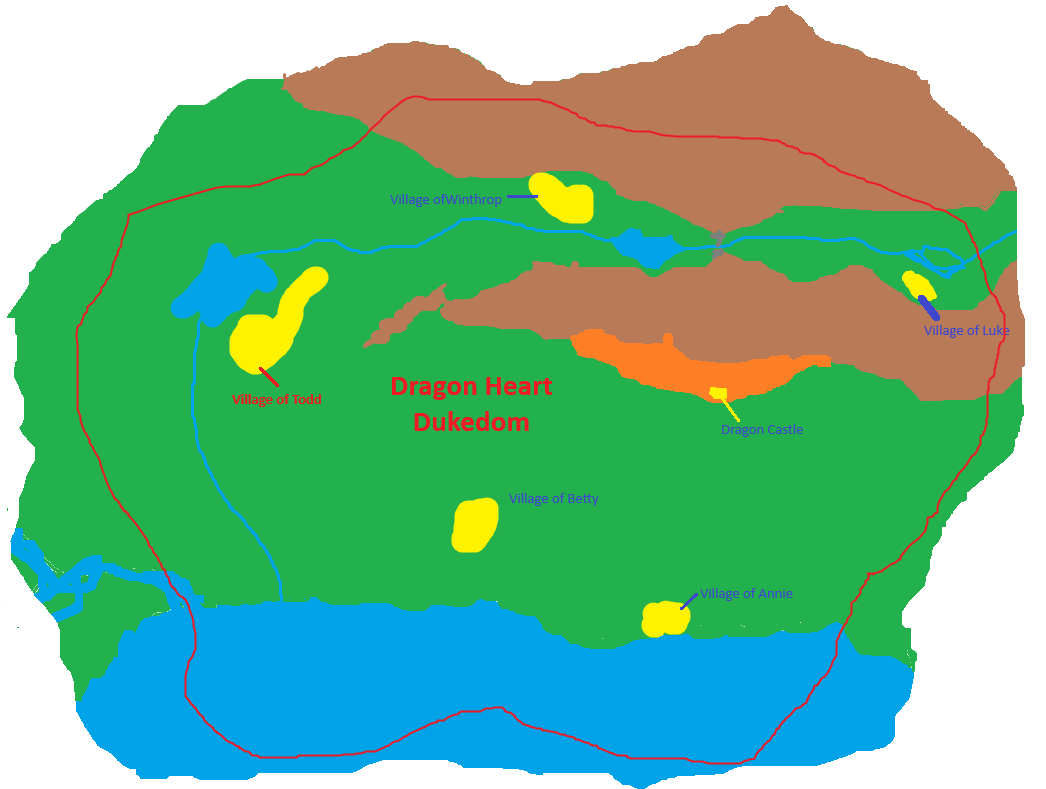 Village ofWinthrop
Village of Luke
Dragon Heart
Dukedom
Village of Todd
Dragon Castle
Village of Betty
Village of Annie